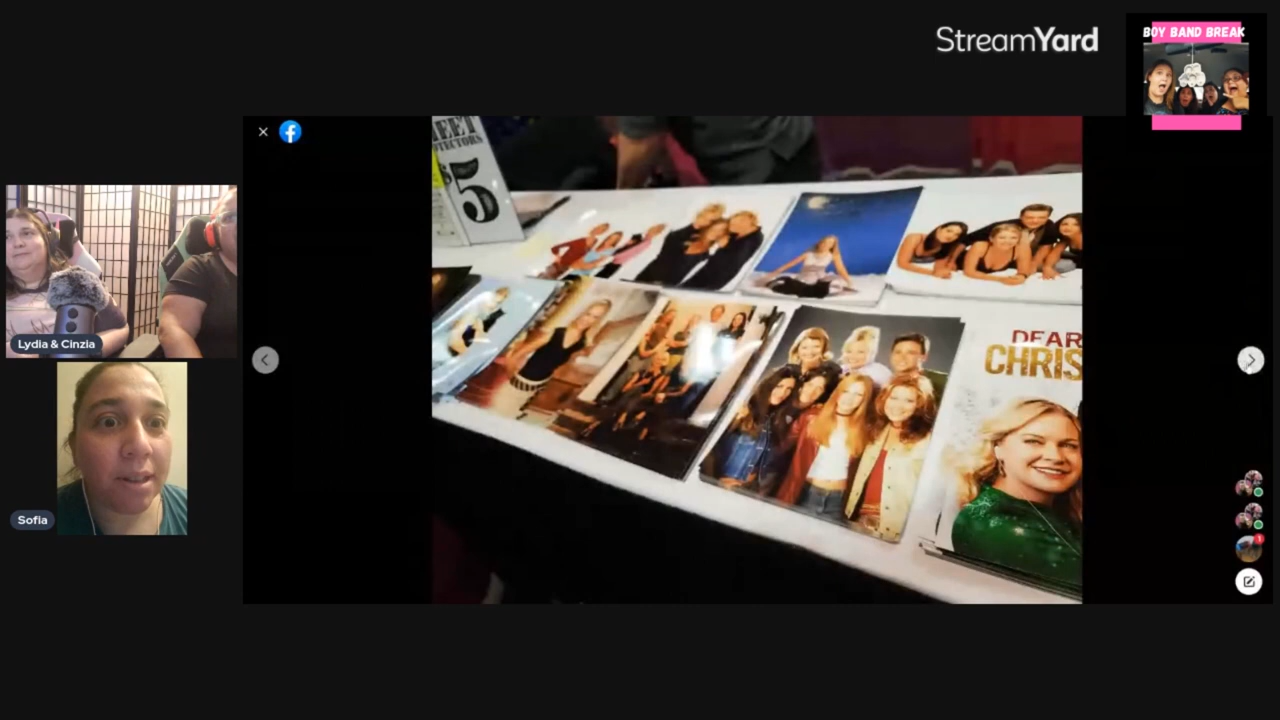 StreamYard
BOY BAND BREAK
$5
DEAR
CHRIS
Lydia & Cinzia
Sofia